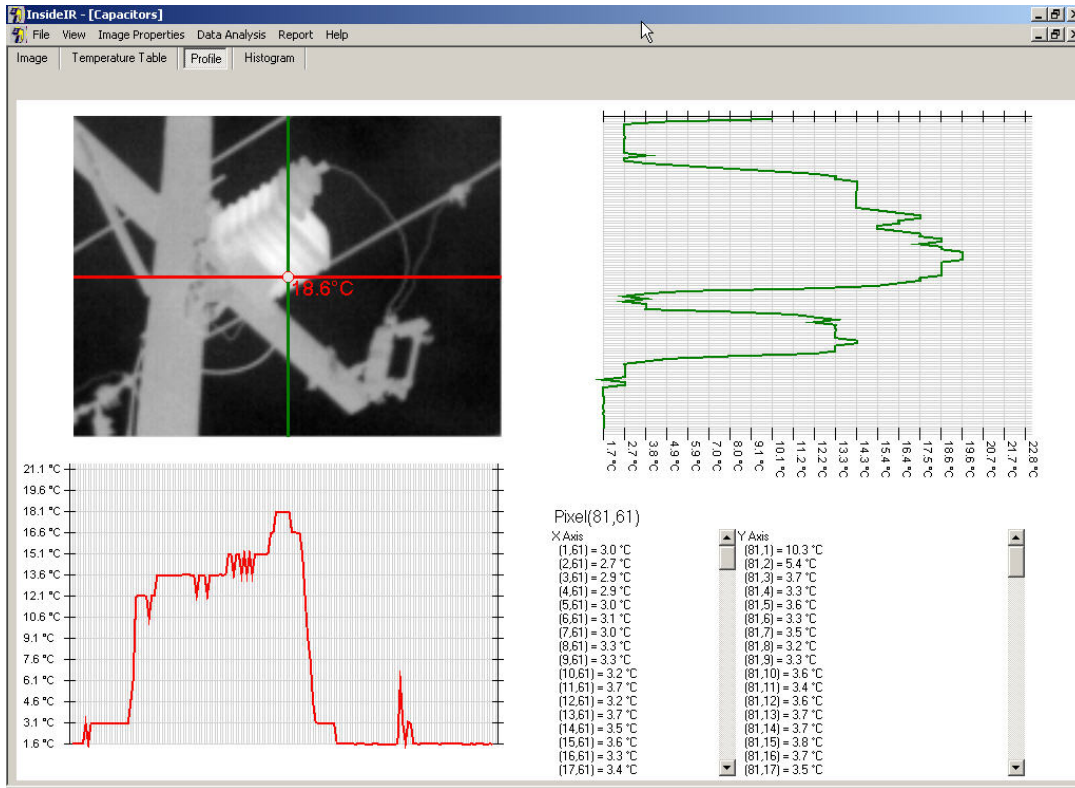 InsideIR - [Capacitors]
File View Image Properties Data Analysis Report Help
Image Temperature Table Profile Histogram
18.6°C
1.7 °C
2.7 °C
3.8 °C
4.9 °C
5.9 °C
7.0 °C
8.0 °C
9.1 °C
10.1 °C
11.2 °C
12.2 °C
13.3 °C
14.3 °C
15.4 °C
16.4 °C
17.5 °C
18.6 °C
19.6 °C
20.7 °C
21.7 °C
22.8 °C
21.1 °C
19.6 °C
18.1 °C
16.6 °C
15.1 °C
13.6 °C
12.1 °C
10.6 °C
9.1 °C
7.6 °C
6.1 °C
4.6 °C
3.1 °C
1.6 °C
Pixel(81,61)
X Axis
(1,61) = 3.0 °C
(2,61) = 2.7 °C
(3,61) = 2.9 °C
(4,61) = 2.9 °C
(5,61) = 3.0 °C
(6,61) = 3.1 °C
(7,61) = 3.0 °C
(8,61) = 3.3 °C
(9,61) = 3.3 °C
(10,61) = 3.2 °C
(11,61) = 3.7 °C
(12,61) = 3.2 °C
(13,61) = 3.7 °C
(14,61) = 3.5 °C
(15,61) = 3.6 °C
(16,61) = 3.3 °C
(17,61) = 3.4 °C
Y Axis
(81,1) = 10.3 °C
(81,2) = 5.4 °C
(81,3) = 3.7 °C
(81,4) = 3.3 °C
(81,5) = 3.6 °C
(81,6) = 3.3 °C
(81,7) = 3.5 °C
(81,8) = 3.2 °C
(81,9) = 3.3 °C
(81,10) = 3.6 °C
(81,11) = 3.4 °C
(81,12) = 3.6 °C
(81,13) = 3.7 °C
(81,14) = 3.7 °C
(81,15) = 3.8 °C
(81,16) = 3.7 °C
(81,17) = 3.5 °C